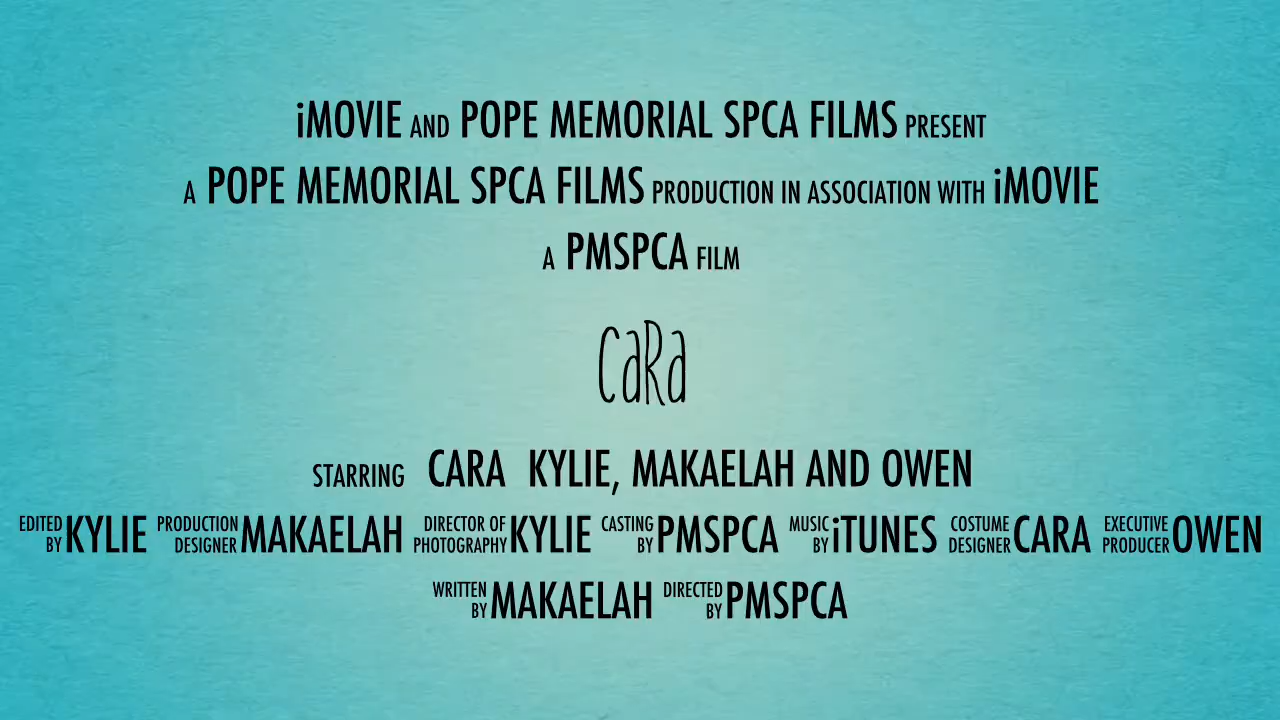 iMOVIE AND POPE MEMORIAL SPCA FILMS PRESENT
A POPE MEMORIAL SPCA FILMS PRODUCTION IN ASSOCIATION WITH iMOVIE
A PMSPCA FILM
CaRa
STARRING CARA KYLIE, MAKAELAH AND OWEN
EDITED BY KYLIE PRODUCTION DESIGNER MAKAELAH DIRECTOR OF PHOTOGRAPHY KYLIE CASTING BY PMSPCA MUSIC BY iTUNES COSTUME DESIGNER CARA EXECUTIVE PRODUCER OWEN
WRITTEN BY MAKAELAH DIRECTED BY PMSPCA